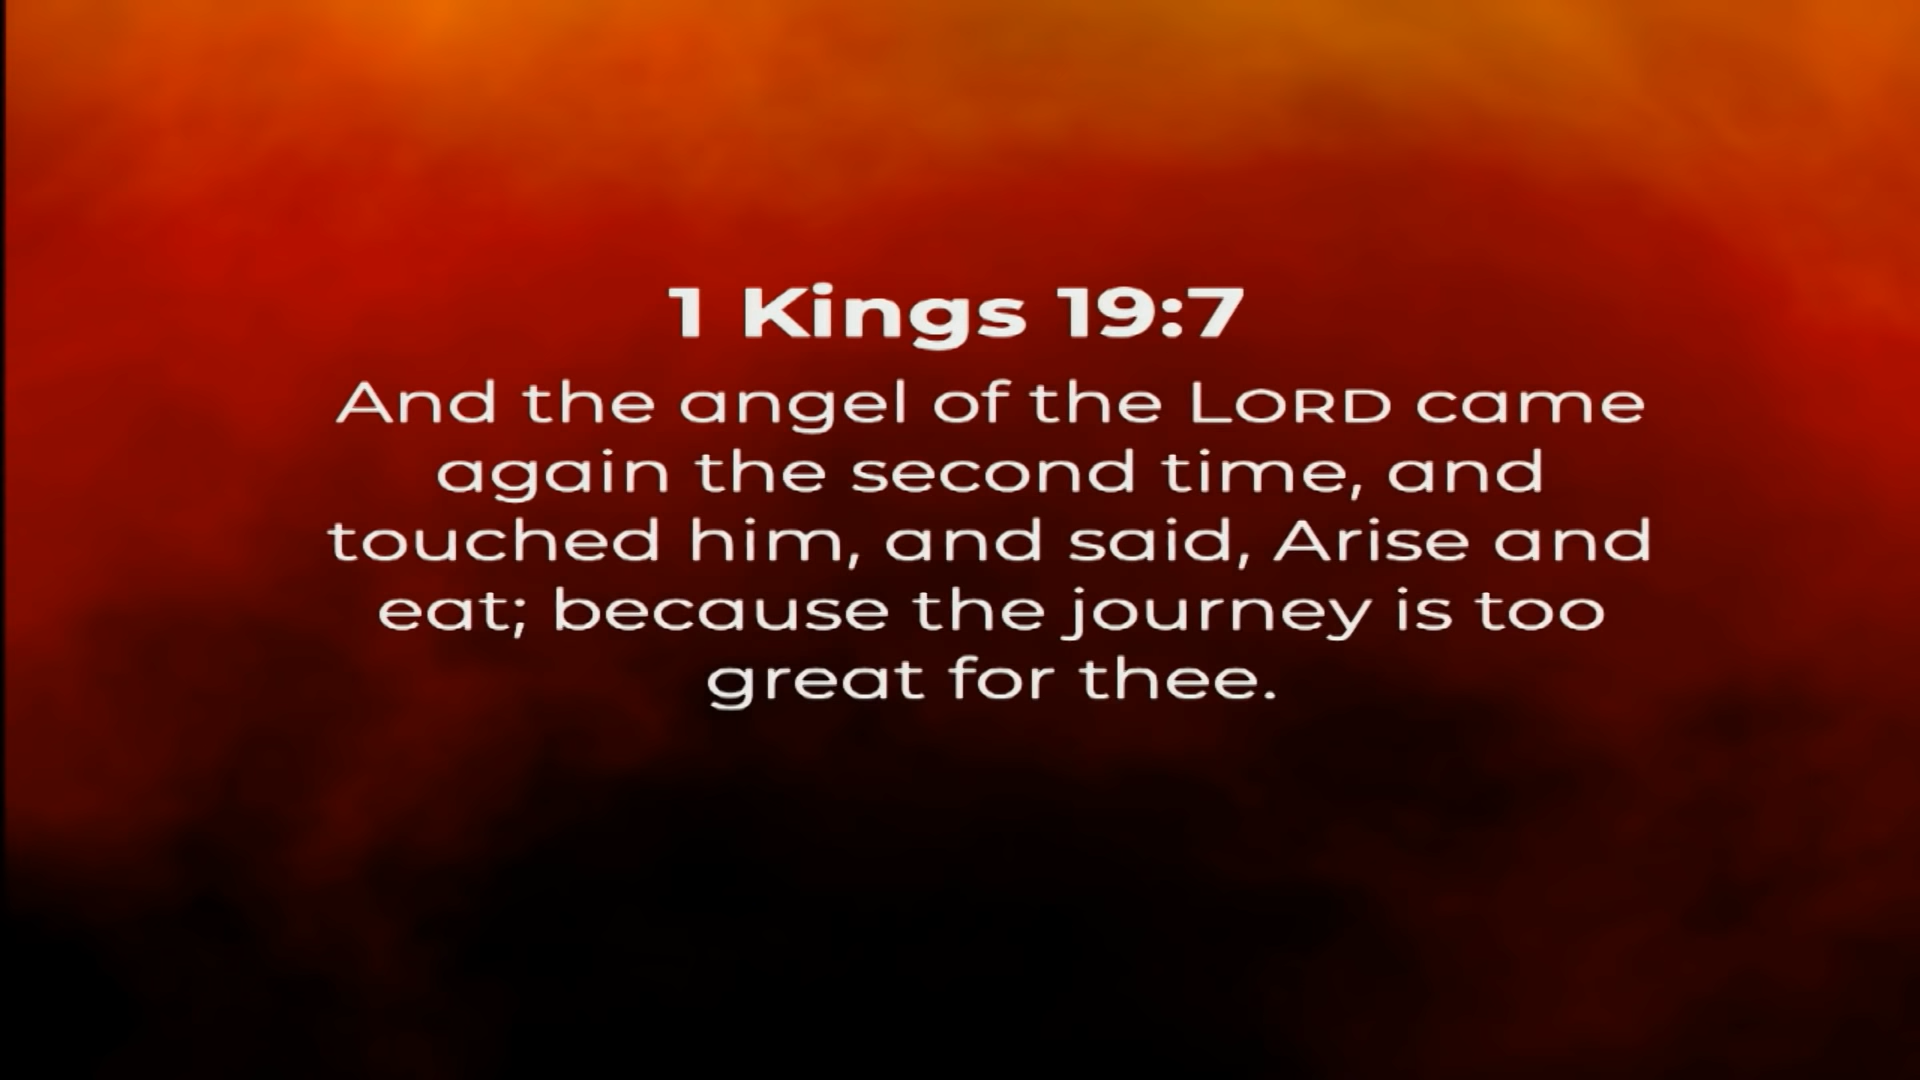 1 Kings 19:7
And the angel of the LORD came
again the second time, and
touched him, and said, Arise and
eat; because the journey is too
great for thee.